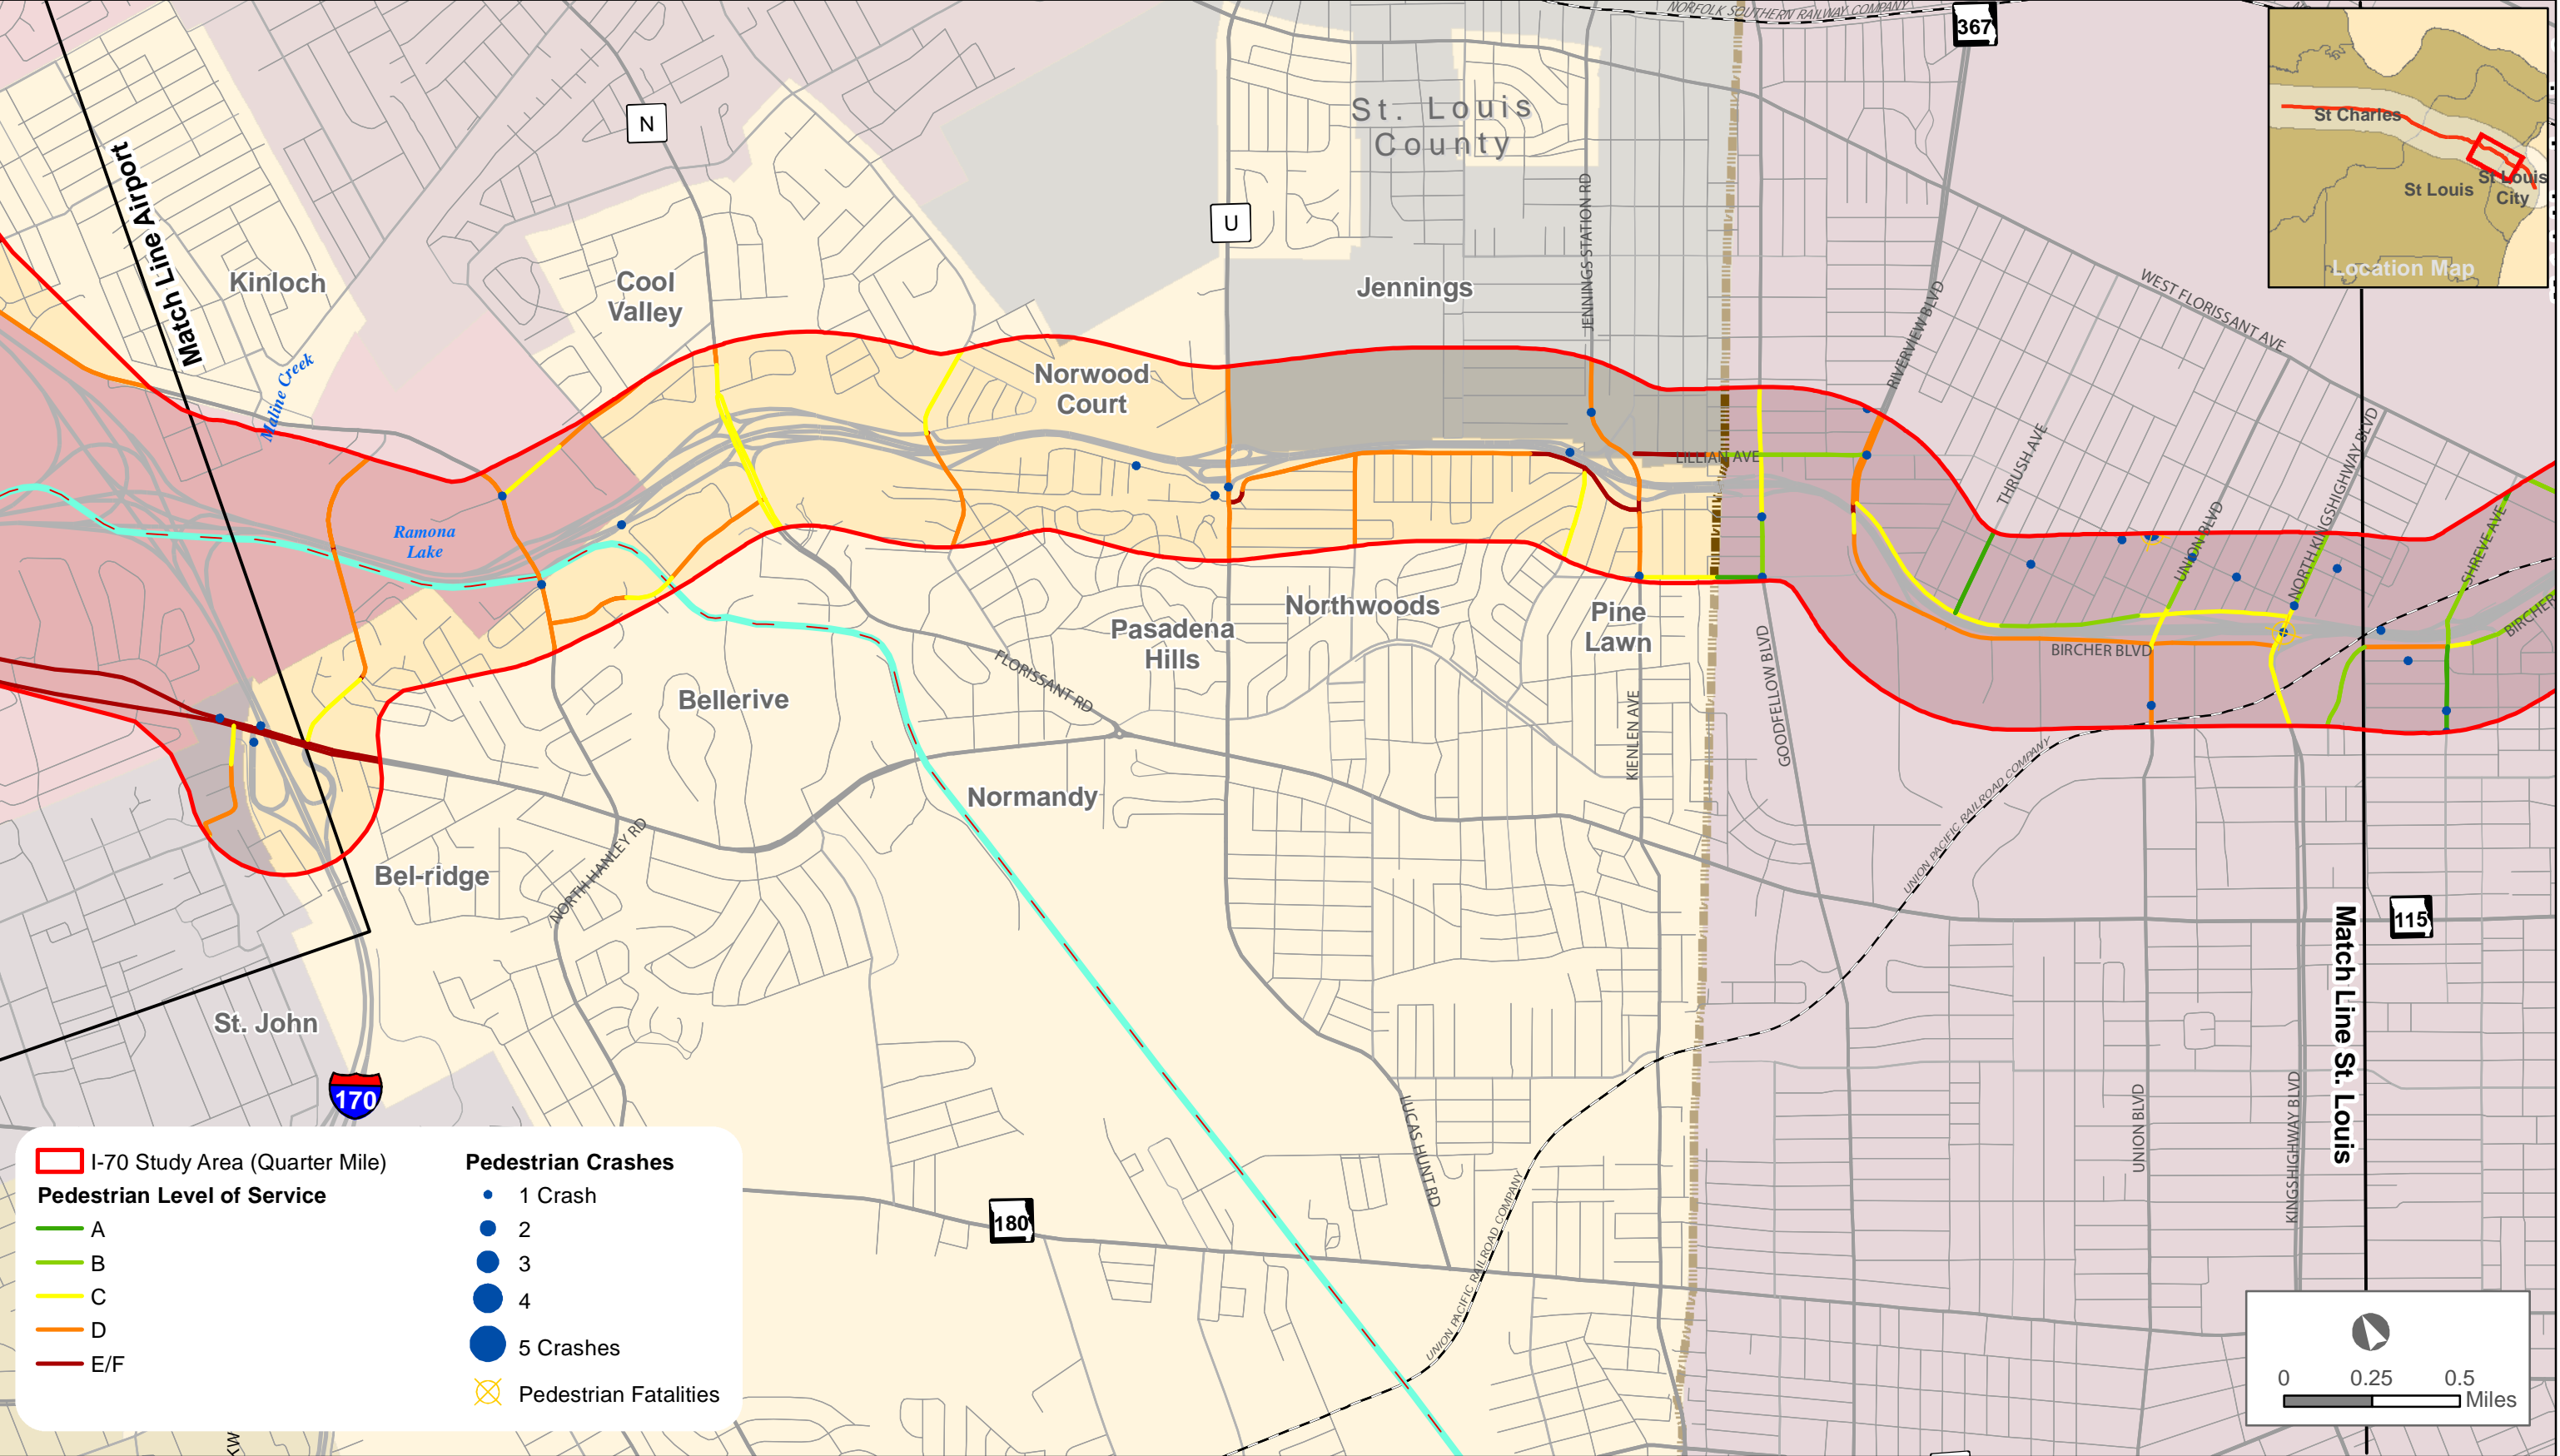 NORFOLK SOUTHERN RAILWAY COMPANY
367
St Charles
St Louis
St Louis
City
Location Map
N
St. Louis
County
U
Match Line Airport
Kinloch
Cool
Valley
Jennings
JENNINGS STATION RD
RIVERVIEW BLVD
WEST FLORISSANT AVE
Maline Creek
Norwood
Court
LILLIAN AVE
THRUSH AVE
UNION BLVD
NORTH KINGSHIGHWAY BLVD
SHREVE AVE
BIRCHER
Ramona
Lake
Northwoods
Pine
Lawn
Pasadena
Hills
BIRCHER BLVD
GOODFELLOW BLVD
FLORISSANT RD
Bellerive
KIENLEN AVE
UNION PACIFIC RAILROAD COMPANY
Normandy
NORTH HANLEY RD
Bel-ridge
115
Match Line St. Louis
St. John
170
LUCAS HUNT RD
UNION BLVD
KINGSHIGHWAY BLVD
180
UNION PACIFIC RAILROAD COMPANY
I-70 Study Area (Quarter Mile)
Pedestrian Level of Service
A
B
C
D
E/F
Pedestrian Crashes
1 Crash
2
3
4
5 Crashes
Pedestrian Fatalities
KW
0 0.25 0.5
Miles